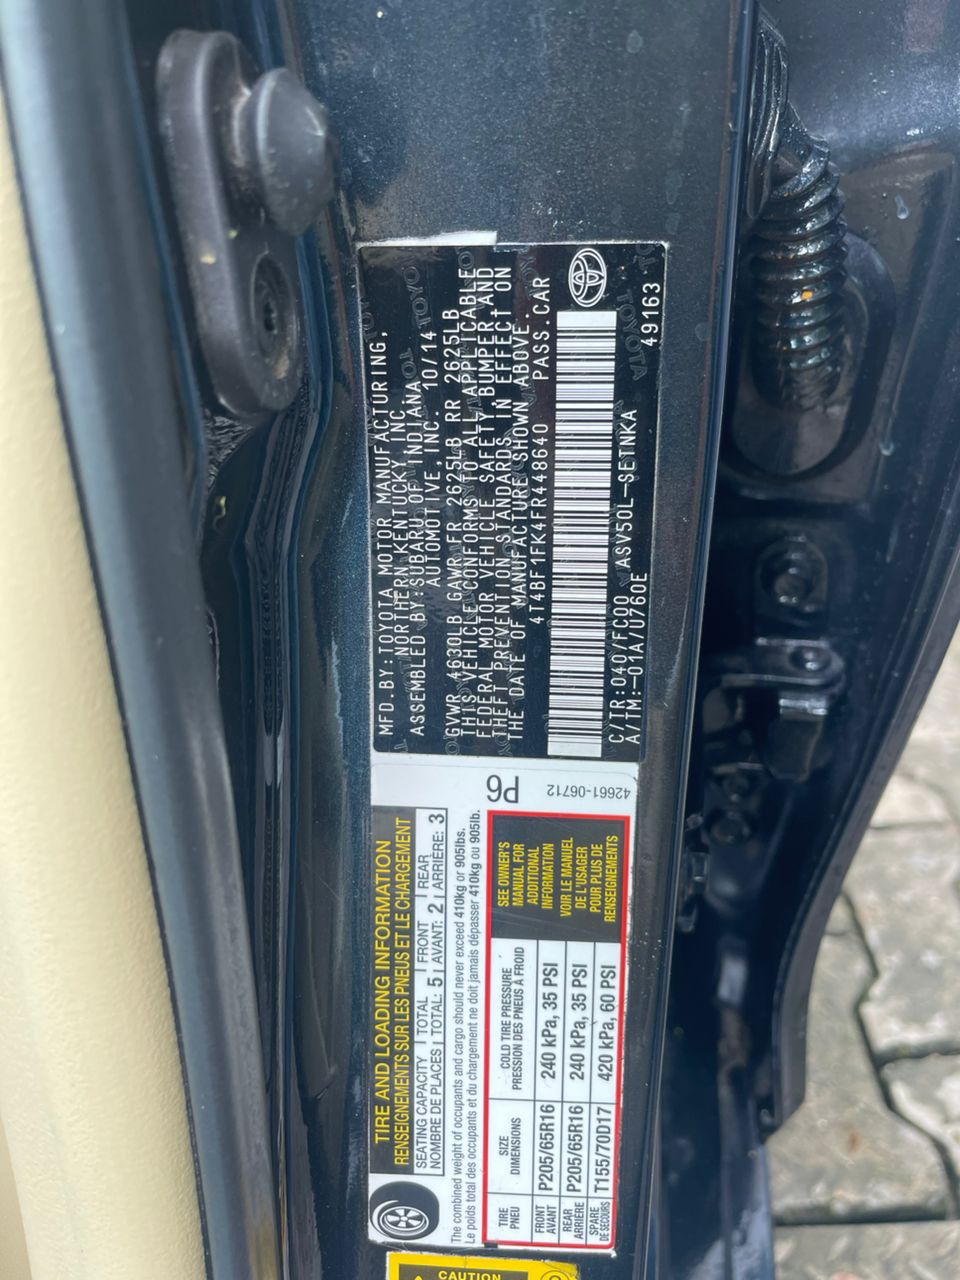 MFD.BY:TOYOTA MOTOR MANUFACTURING,
NORTHERN KENTUCKY INC
ASSEMBLED BY:SUBARU OF INDIANA
AUTOMOTIVE,INC. 10/14
GVWR 4630LB GAWR FR 2625LB RR 2625LB
THIS VEHICLE CONFORMS TO ALL APPLICABLE
FEDERAL MOTOR VEHICLE SAFETY BUMPER AND
THEFT PREVENTION STANDARDS IN EFFECT ON
THE DATE OF MANUFACTURE SHOWN ABOVE.
4T4BF1FK4FR448640 PASS.CAR
C/TR:040/FC00 ASV50L-SETNKA
A/TM:-01A/U760E
49163
TOYOTA
P6
42661-06712
TIRE AND LOADING INFORMATION
RENSEIGNEMENTS SUR LES PNEUS ET LE CHARGEMENT
SEATING CAPACITY | TOTAL | FRONT | REAR
NOMBRE DE PLACES | TOTAL: 5 | AVANT: 2 | ARRIÈRE: 3
The combined weight of occupants and cargo should never exceed 410kg or 905lbs.
Le poids total des occupants et du chargement ne doit jamais dépasser 410kg ou 905lb.
TIRE PNEU
SIZE DIMENSIONS
COLD TIRE PRESSURE
PRESSION DES PNEUS À FROID
FRONT AVANT P205/65R16 240 kPa, 35 PSI
REAR ARRIÈRE P205/65R16 240 kPa, 35 PSI
SPARE DE SECOURS T155/70D17 420 kPa, 60 PSI
SEE OWNER'S
MANUAL FOR
ADDITIONAL
INFORMATION
VOIR LE MANUEL
DE L'USAGER
POUR PLUS DE
RENSEIGNEMENTS
CAUTION